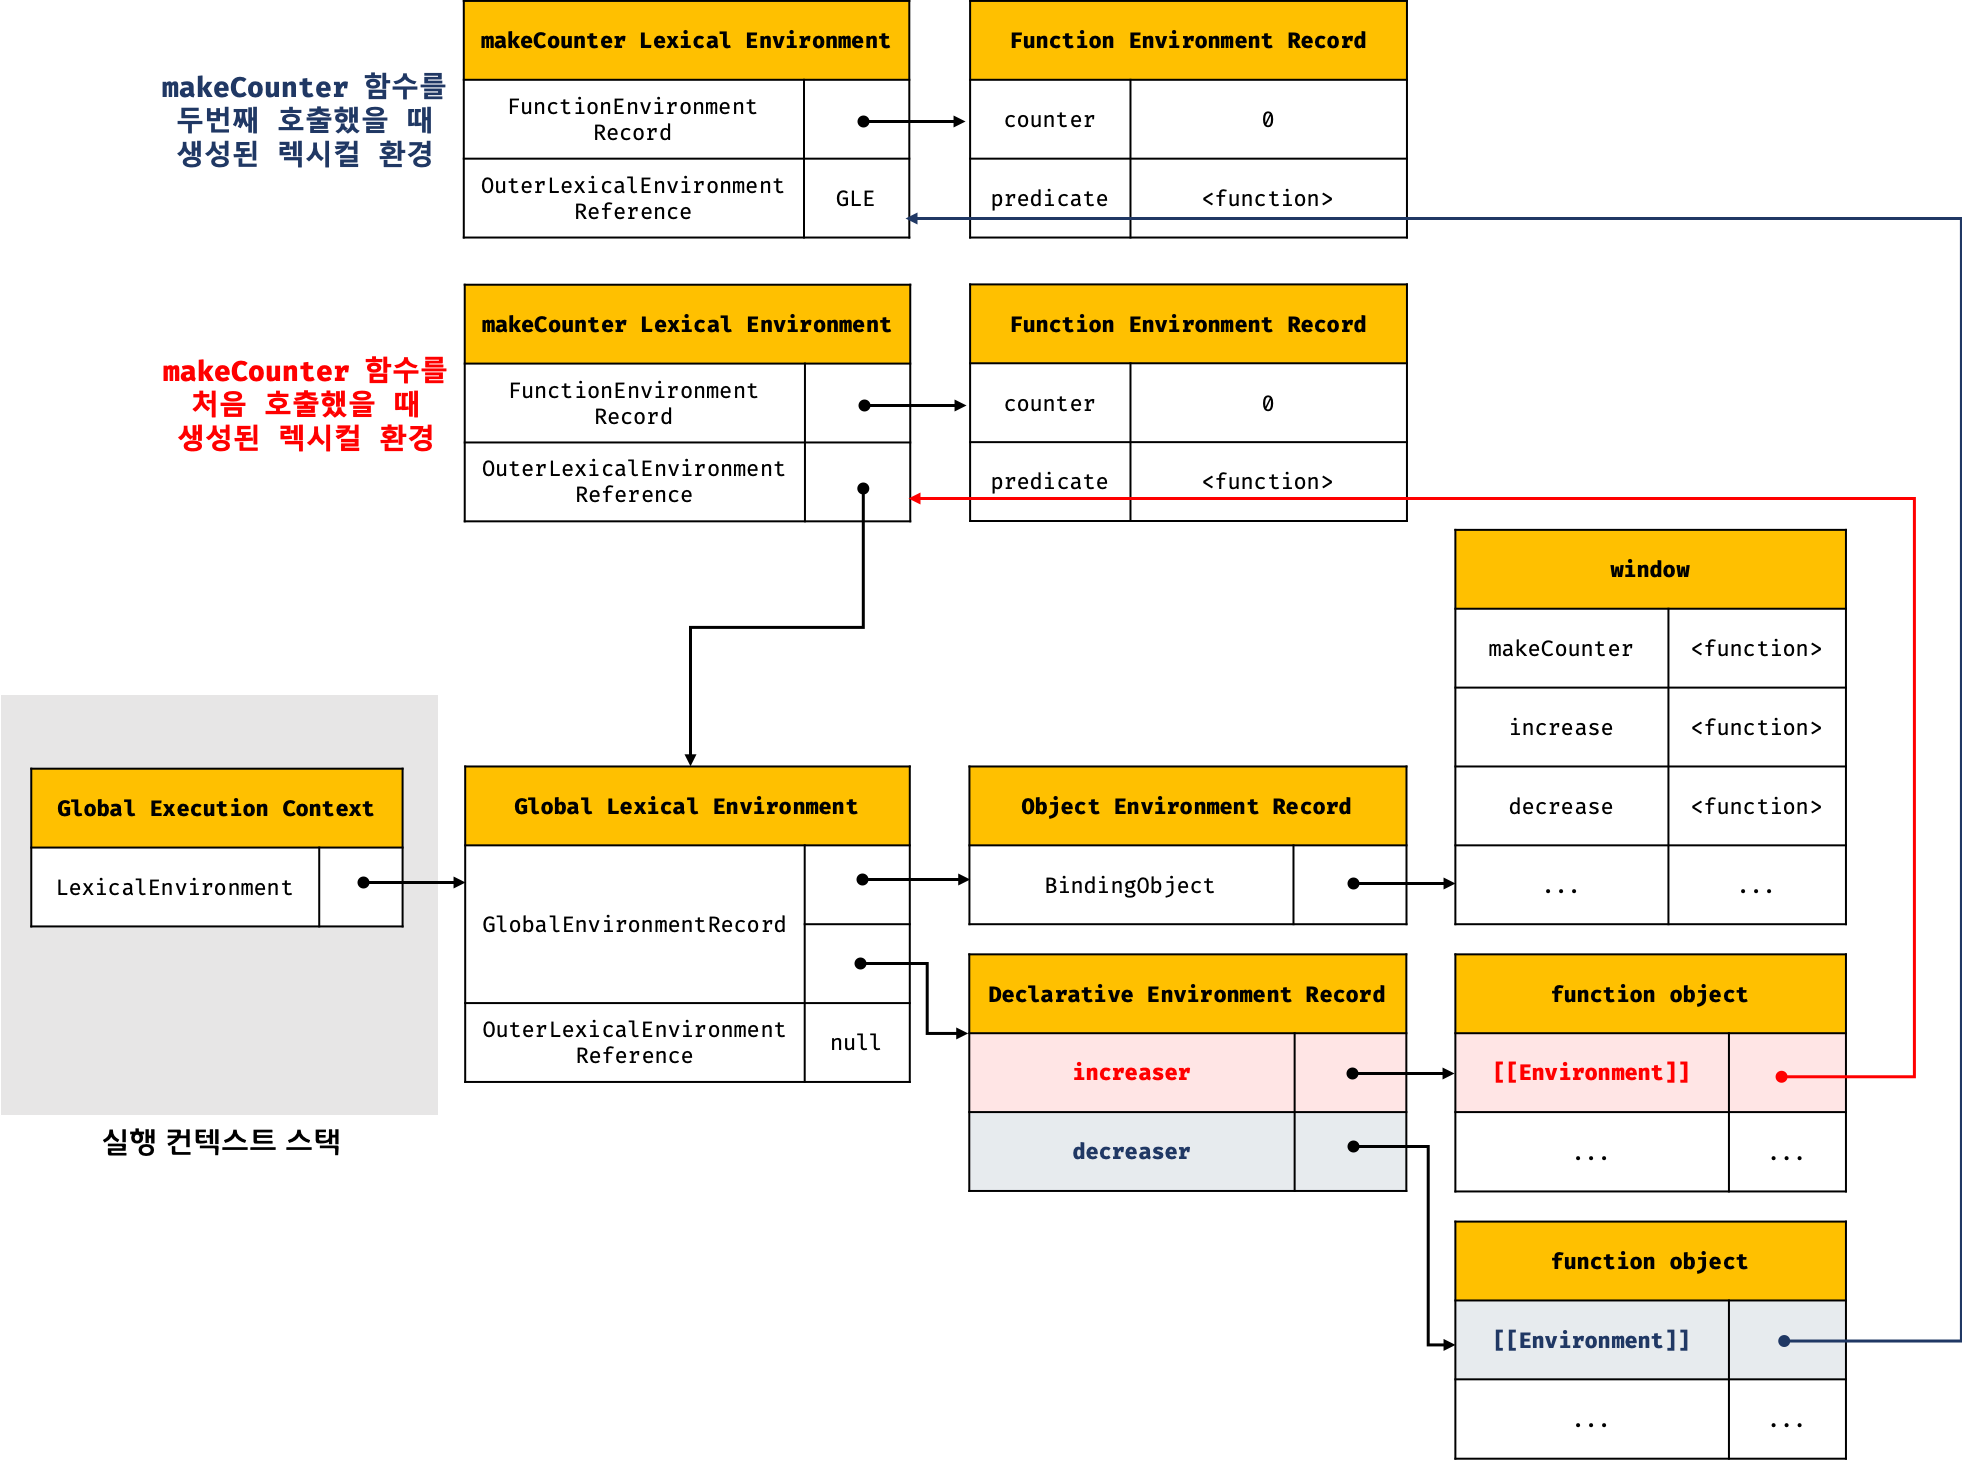 makeCounter 함수를
두번째 호출했을 때
생성된 렉시컬 환경
makeCounter Lexical Environment
FunctionEnvironment
Record
OuterLexicalEnvironment
Reference
GLE
Function Environment Record
counter
0
predicate
<function>
makeCounter 함수를
처음 호출했을 때
생성된 렉시컬 환경
makeCounter Lexical Environment
FunctionEnvironment
Record
OuterLexicalEnvironment
Reference
Function Environment Record
counter
0
predicate
<function>
window
makeCounter
<function>
increase
<function>
decrease
<function>
...
...
Global Execution Context
LexicalEnvironment
실행 컨텍스트 스택
Global Lexical Environment
GlobalEnvironmentRecord
OuterLexicalEnvironment
Reference
null
Object Environment Record
BindingObject
Declarative Environment Record
increaser
decreaser
function object
[[Environment]]
...
...
function object
[[Environment]]
...
...